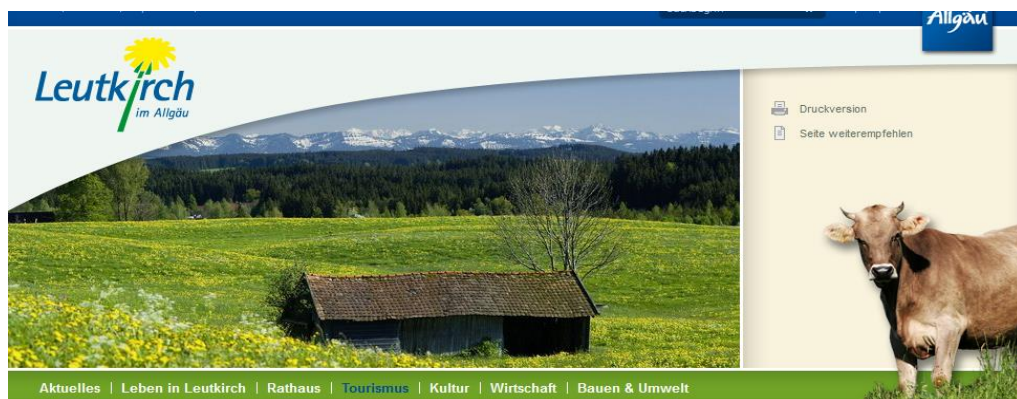 Allgäu
Leutkirch
im Allgäu
Druckversion
Seite weiterempfehlen
Aktuelles | Leben in Leutkirch | Rathaus | Tourismus | Kultur | Wirtschaft | Bauen & Umwelt